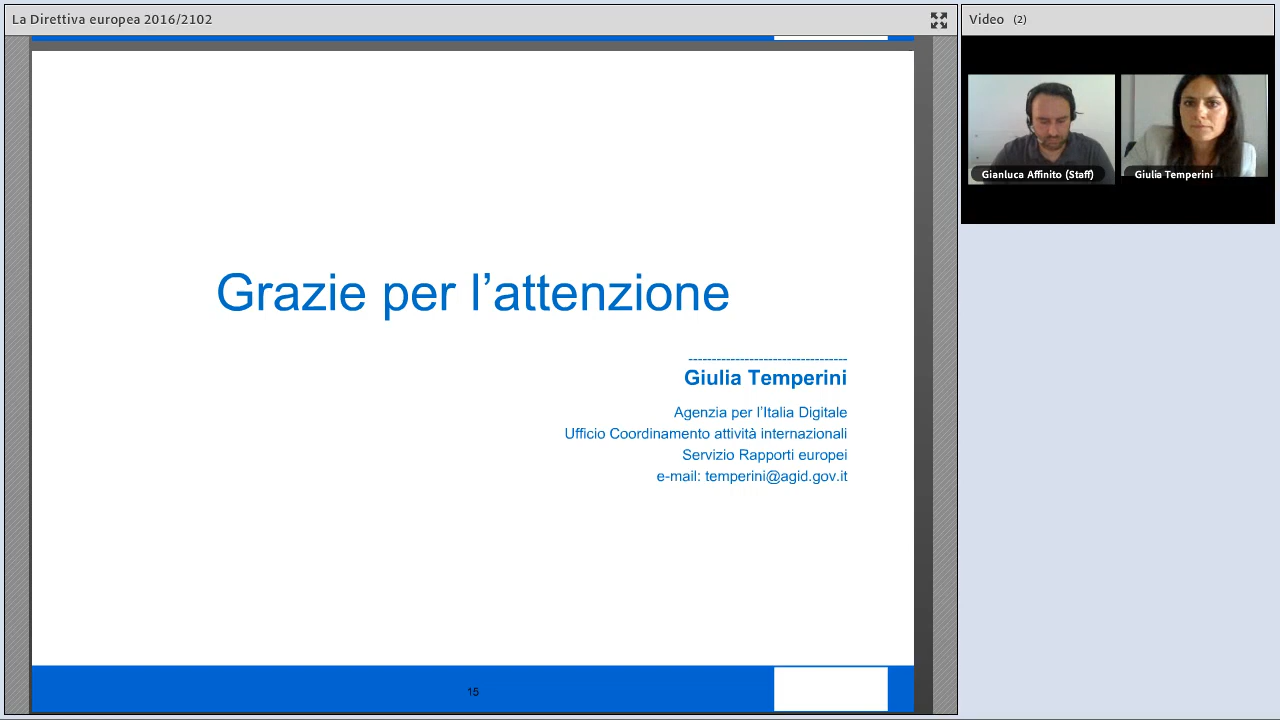 La Direttiva europea 2016/2102
Video (2)
Gianluca Affinito (Staff)
Giulia Temperini
Grazie per l’attenzione
----------------------------------
Giulia Temperini
Agenzia per l’Italia Digitale
Ufficio Coordinamento attività internazionali
Servizio Rapporti europei
e-mail: temperini@agid.gov.it
15